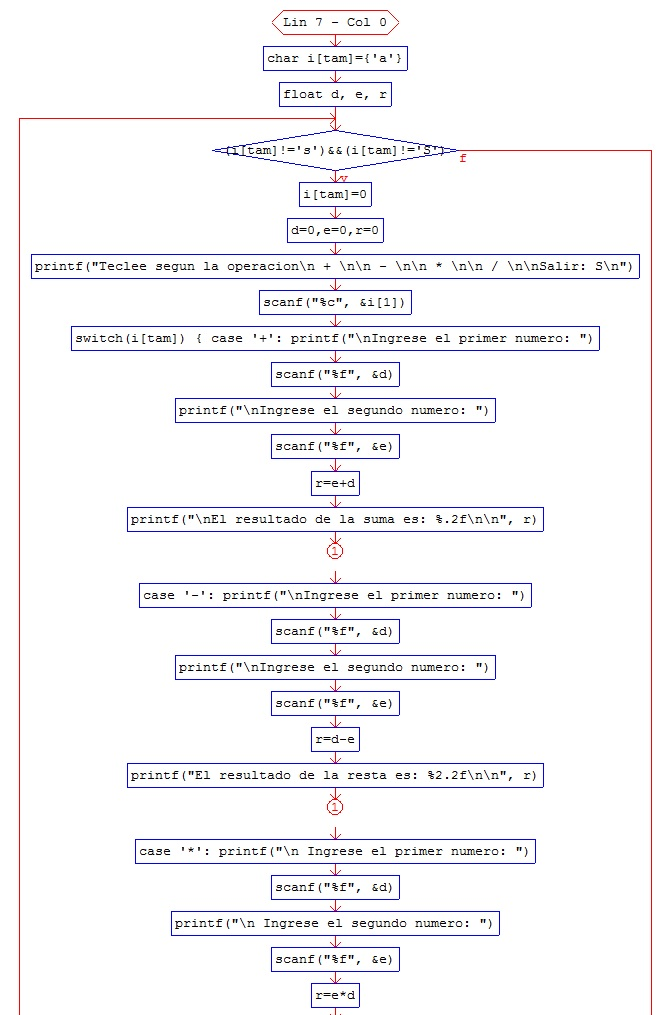 Lin 7 - Col 0
char i[tam]={'a'}
float d, e, r
(i[tam]!='s')&&(i[tam]!='S')
f
v
i[tam]=0
d=0,e=0,r=0
printf("Teclee segun la operacion\n + \n\n - \n\n * \n\n / \n\nSalir: S\n")
scanf("%c", &i[1])
switch(i[tam]) { case '+': printf("\nIngrese el primer numero: ")
scanf("%f", &d)
printf("\nIngrese el segundo numero: ")
scanf("%f", &e)
r=e+d
printf("\nEl resultado de la suma es: %.2f\n\n", r)
1
case '-': printf("\nIngrese el primer numero: ")
scanf("%f", &d)
printf("\nIngrese el segundo numero: ")
scanf("%f", &e)
r=d-e
printf("El resultado de la resta es: %2.2f\n\n", r)
1
case '*': printf("\n Ingrese el primer numero: ")
scanf("%f", &d)
printf("\n Ingrese el segundo numero: ")
scanf("%f", &e)
r=e*d